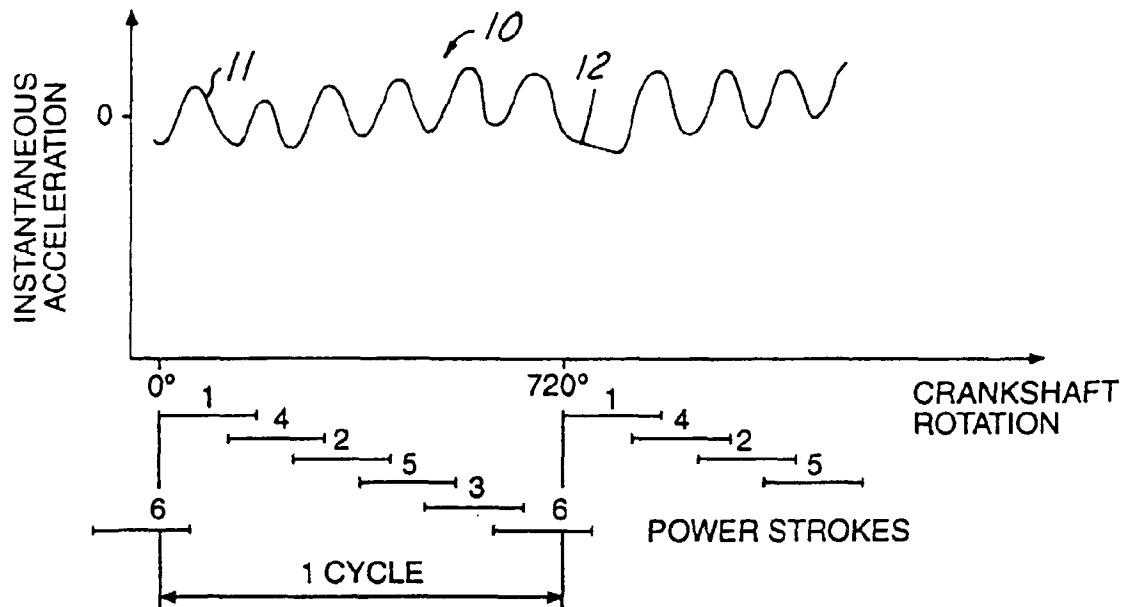 10
11
12
INSTANTANEOUS
ACCELERATION
0
0°
720°
CRANKSHAFT
ROTATION
1
1
4
4
2
2
5
5
3
6
6
POWER STROKES
1 CYCLE